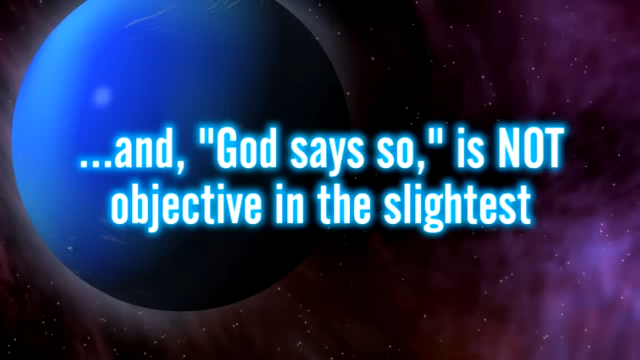 ...and, "God says so," is NOT
objective in the slightest